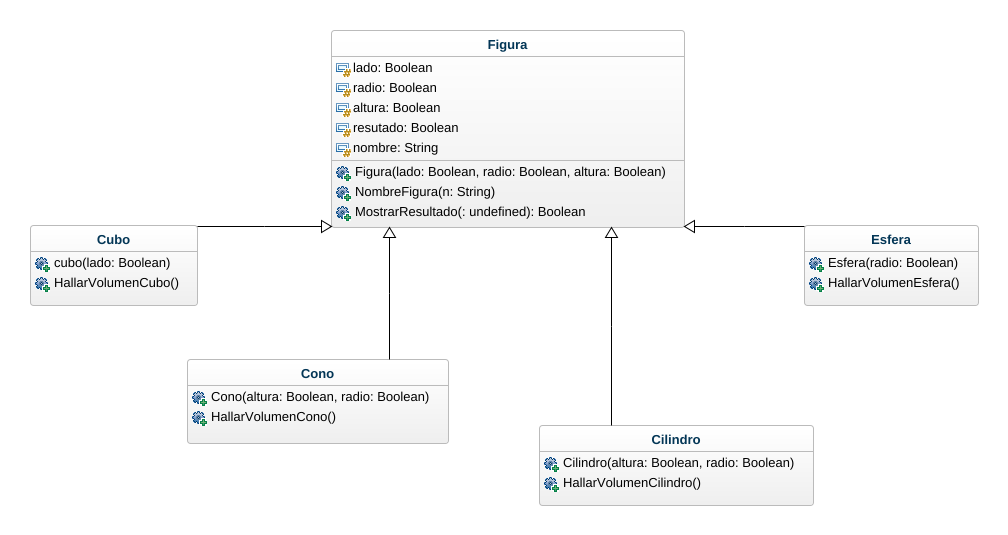 Figura
lado: Boolean
radio: Boolean
altura: Boolean
resutado: Boolean
nombre: String
Figura(lado: Boolean, radio: Boolean, altura: Boolean)
NombreFigura(n: String)
MostrarResultado(: undefined): Boolean
Cubo
cubo(lado: Boolean)
HallarVolumenCubo()
Esfera
Esfera(radio: Boolean)
HallarVolumenEsfera()
Cono
Cono(altura: Boolean, radio: Boolean)
HallarVolumenCono()
Cilindro
Cilindro(altura: Boolean, radio: Boolean)
HallarVolumenCilindro()